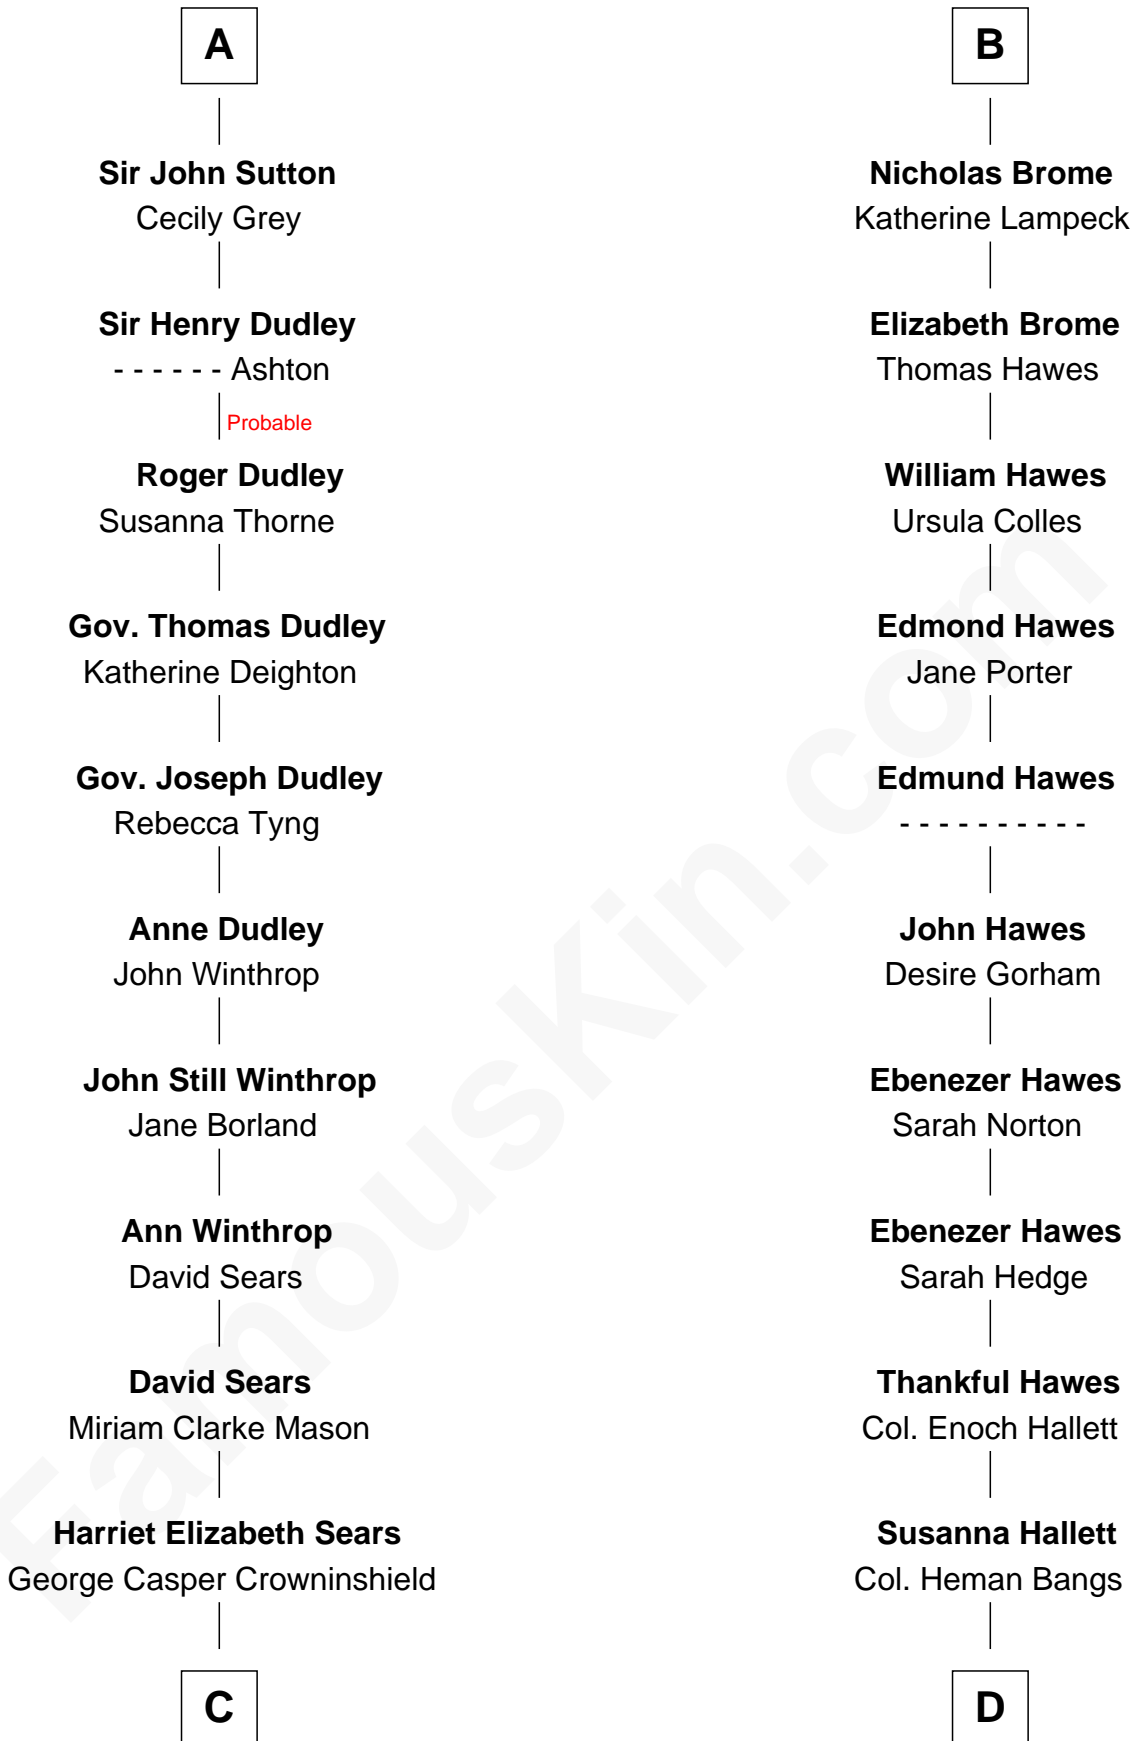 A
Sir John Sutton
Cecily Grey
Sir Henry Dudley
- - - - - - Ashton
Probable
Roger Dudley
Susanna Thorne
Gov. Thomas Dudley
Katherine Deighton
Gov. Joseph Dudley
Rebecca Tyng
Anne Dudley
John Winthrop
John Still Winthrop
Jane Borland
Ann Winthrop
David Sears
David Sears
Miriam Clarke Mason
Harriet Elizabeth Sears
George Casper Crowninshield
C
B
Nicholas Brome
Katherine Lampeck
Elizabeth Brome
Thomas Hawes
William Hawes
Ursula Colles
Edmond Hawes
Jane Porter
Edmund Hawes
- - - - - - - - - -
John Hawes
Desire Gorham
Ebenezer Hawes
Sarah Norton
Ebenezer Hawes
Sarah Hedge
Thankful Hawes
Col. Enoch Hallett
Susanna Hallett
Col. Heman Bangs
D
FamousKin.com